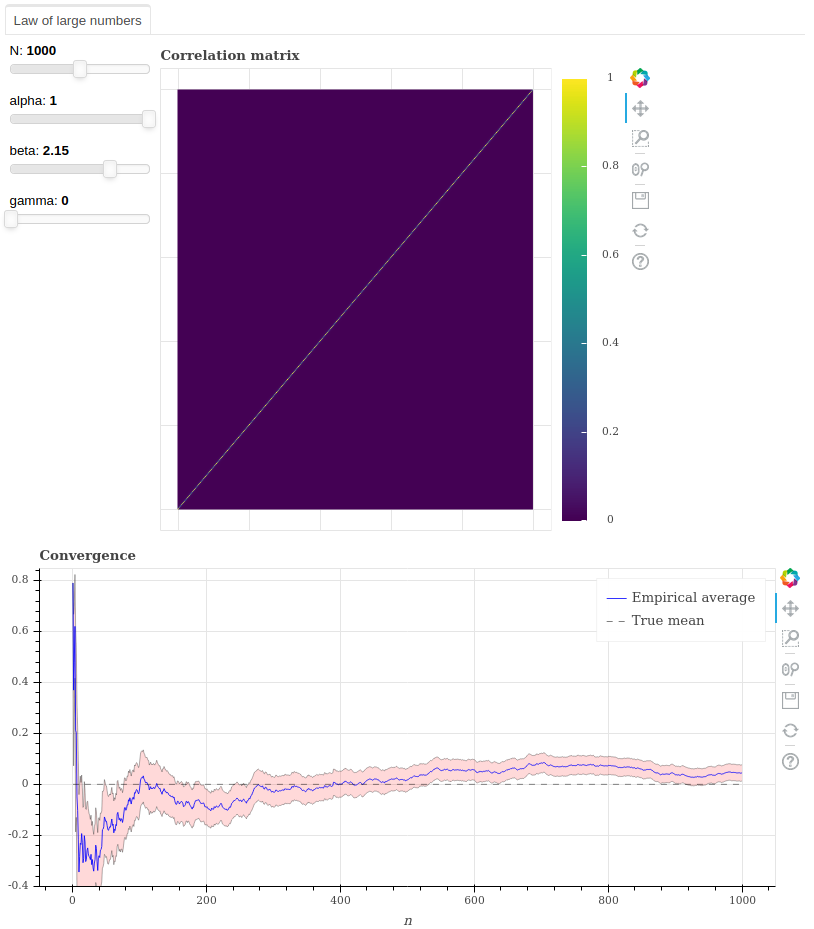 Law of large numbers
N: 1000
alpha: 1
beta: 2.15
gamma: 0
Correlation matrix
1
0.8
0.6
0.4
0.2
0
Convergence
0.8
0.6
0.4
0.2
0
-0.2
-0.4
Empirical average
True mean
0
200
400
600
800
1000
n